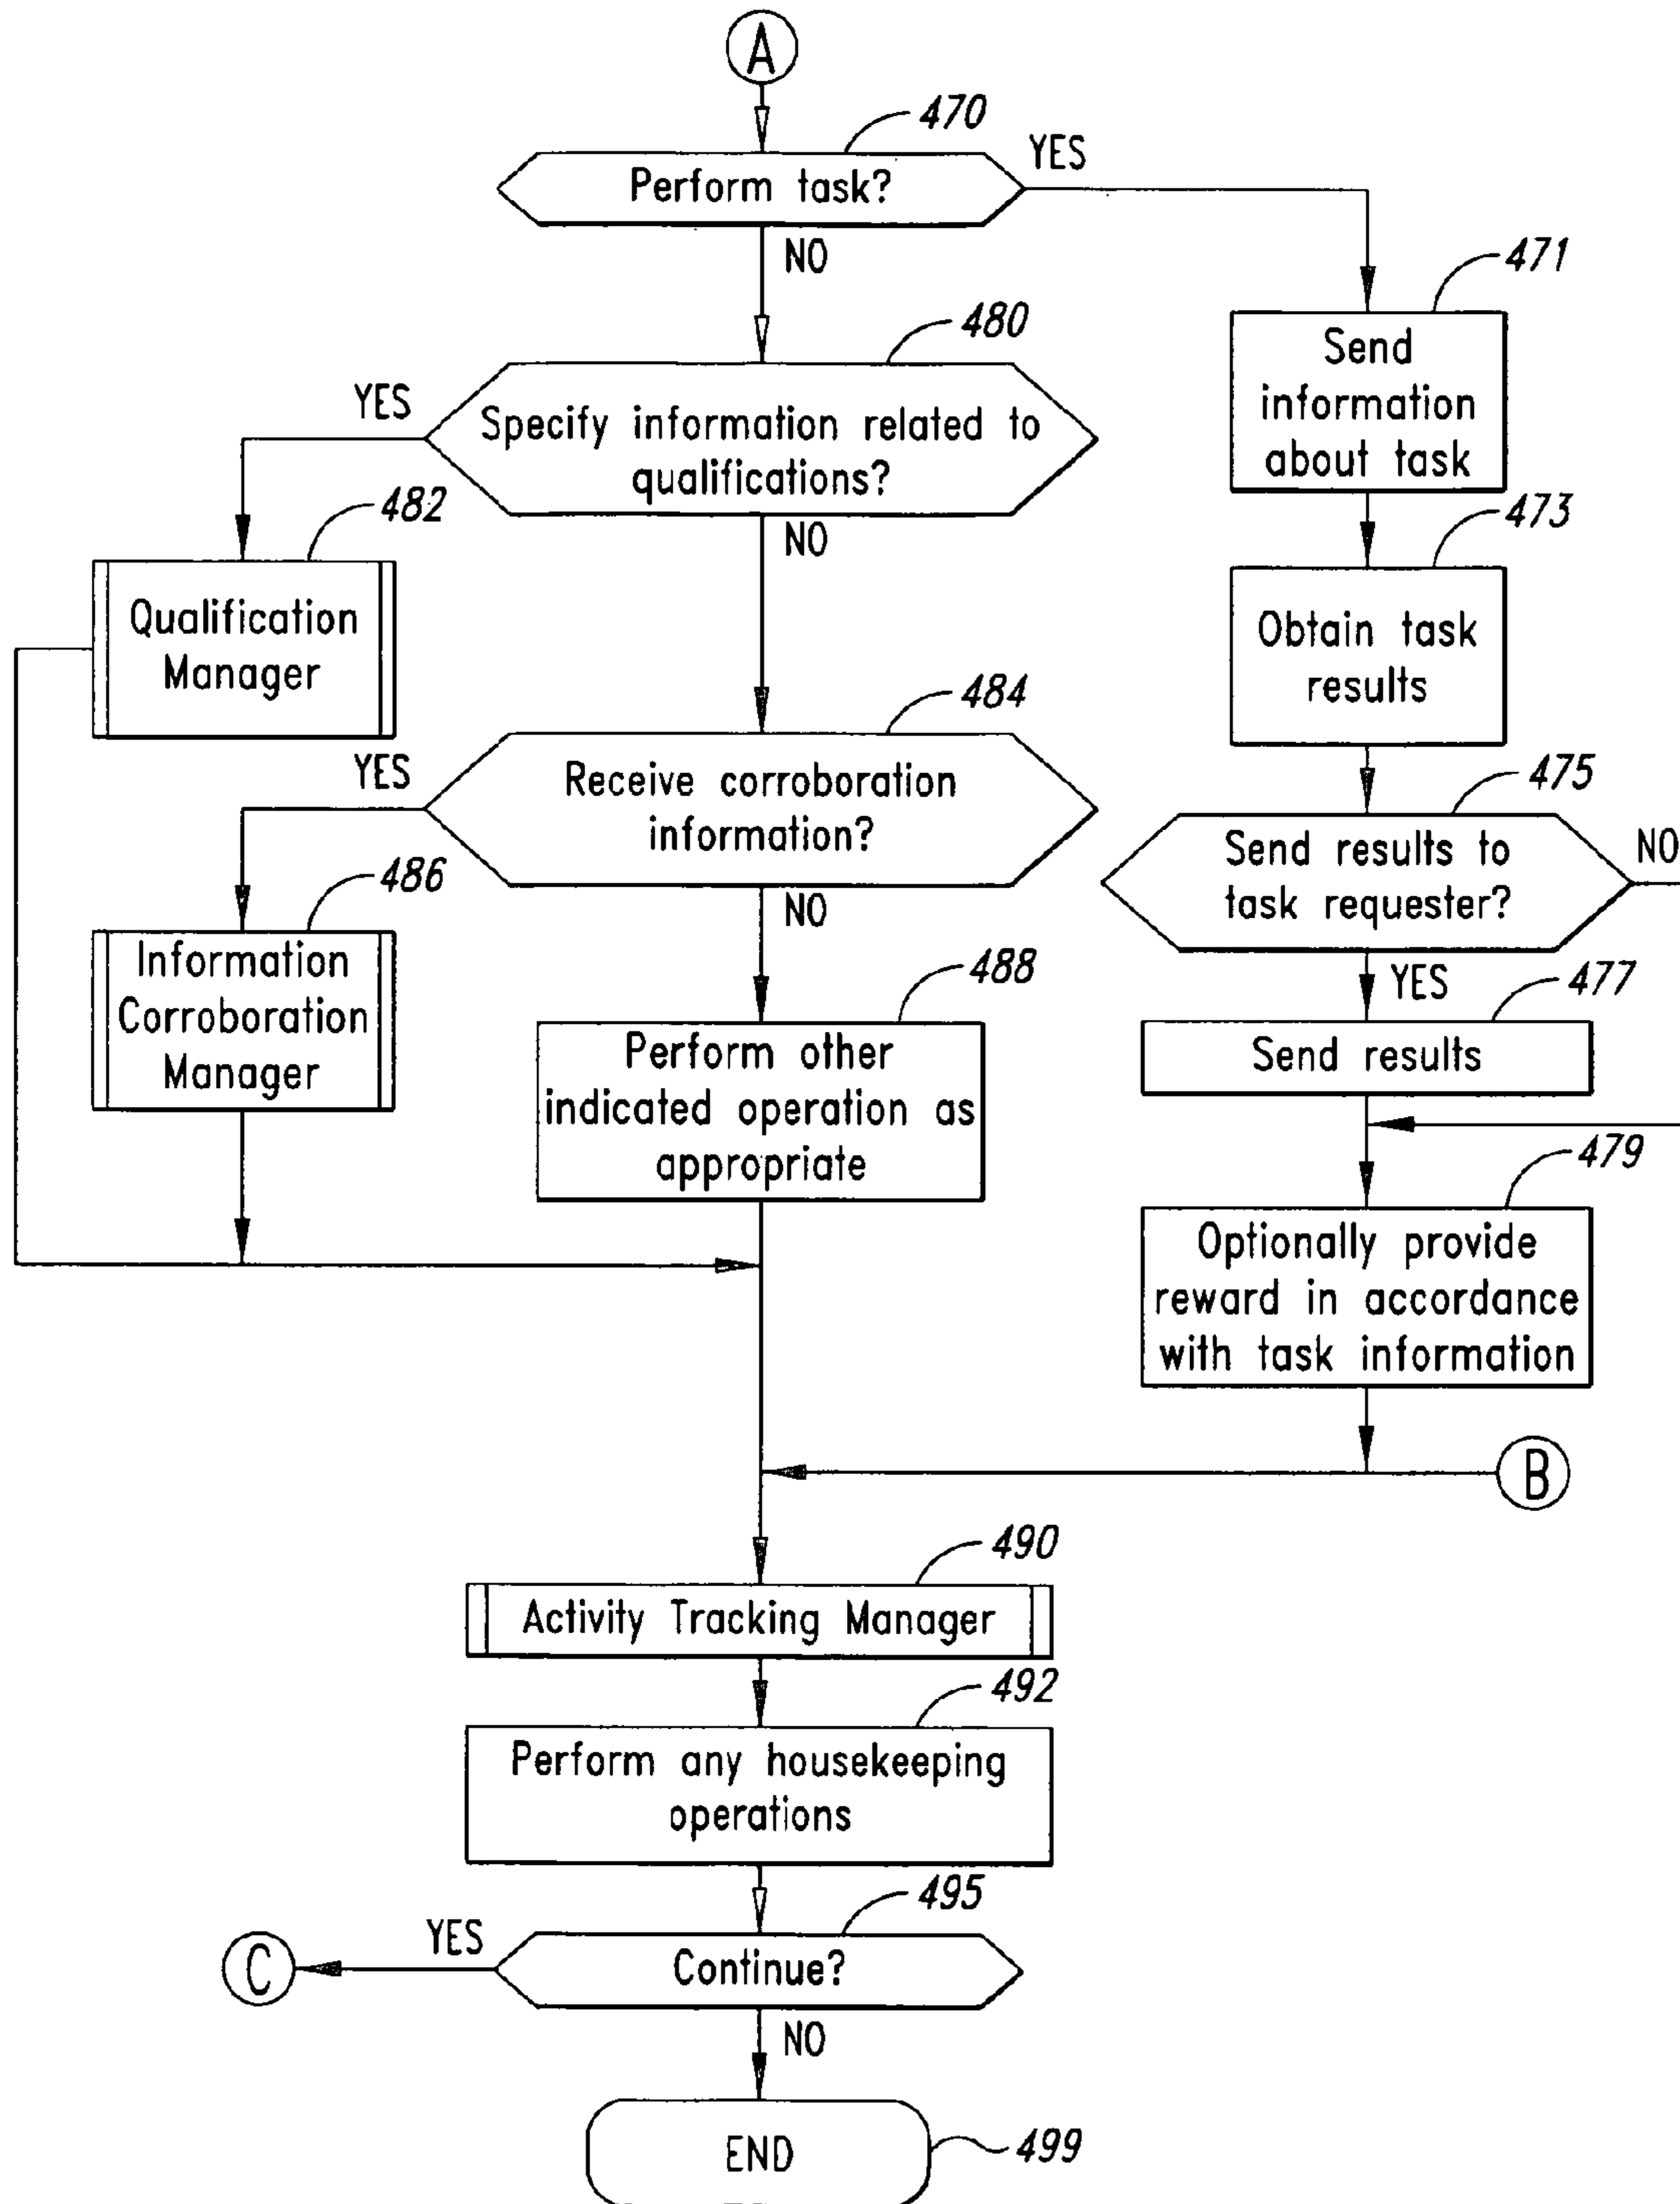 A
470
Perform task?
YES
NO
471
Send
information
about task
480
Specify information related to
qualifications?
YES
NO
482
Qualification
Manager
473
Obtain task
results
484
Receive corroboration
information?
YES
NO
475
Send results to
task requester?
NO
YES
486
Information
Corroboration
Manager
488
Perform other
indicated operation as
appropriate
477
Send results
479
Optionally provide
reward in accordance
with task information
B
490
Activity Tracking Manager
492
Perform any housekeeping
operations
495
Continue?
YES
C
NO
END
499